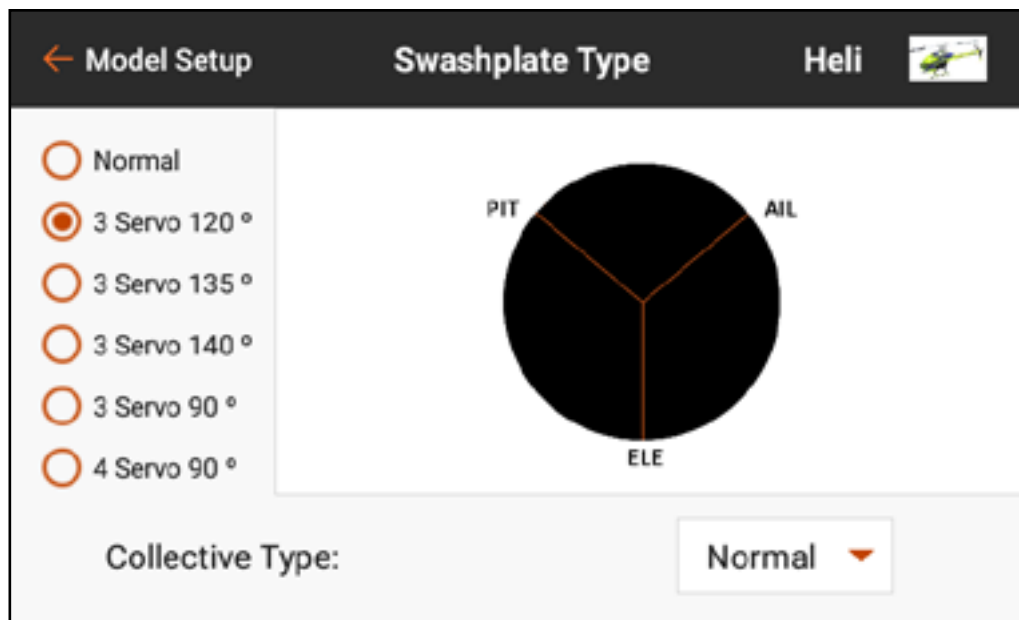 ← Model Setup
Swashplate Type
Heli
Normal
3 Servo 120 º
3 Servo 135 º
3 Servo 140 º
3 Servo 90 º
4 Servo 90 º
PIT
AIL
ELE
Collective Type:
Normal